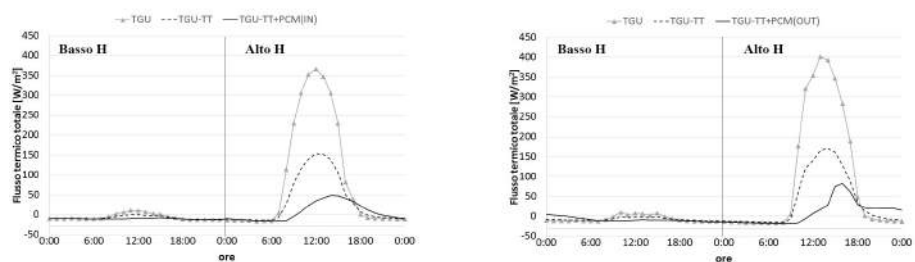 TGU TGU-TT TGU-TT+PCM(IN)
Basso H Alto H
Flusso termico totale [W/m²]
450
400
350
300
250
200
150
100
50
0
-50
0:00 6:00 12:00 18:00 0:00 6:00 12:00 18:00 0:00
ore
TGU TGU-TT TGU-TT+PCM(OUT)
Basso H Alto H
Flusso termico totale [W/m²]
450
400
350
300
250
200
150
100
50
0
-50
0:00 6:00 12:00 18:00 0:00 6:00 12:00 18:00 0:00
ore